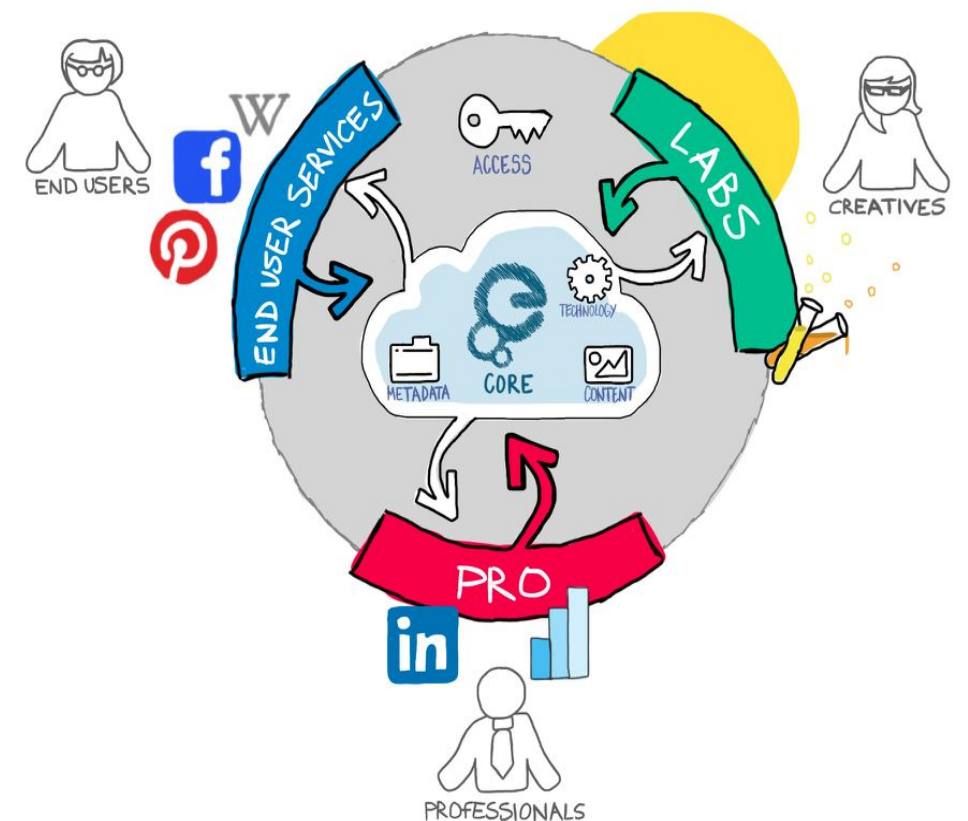 END USERS
W
f
END USER SERVICES
ACCESS
LABS
CREATIVES
TECHNOLOGY
METADATA
CORE
CONTENT
PRO
in
PROFESSIONALS